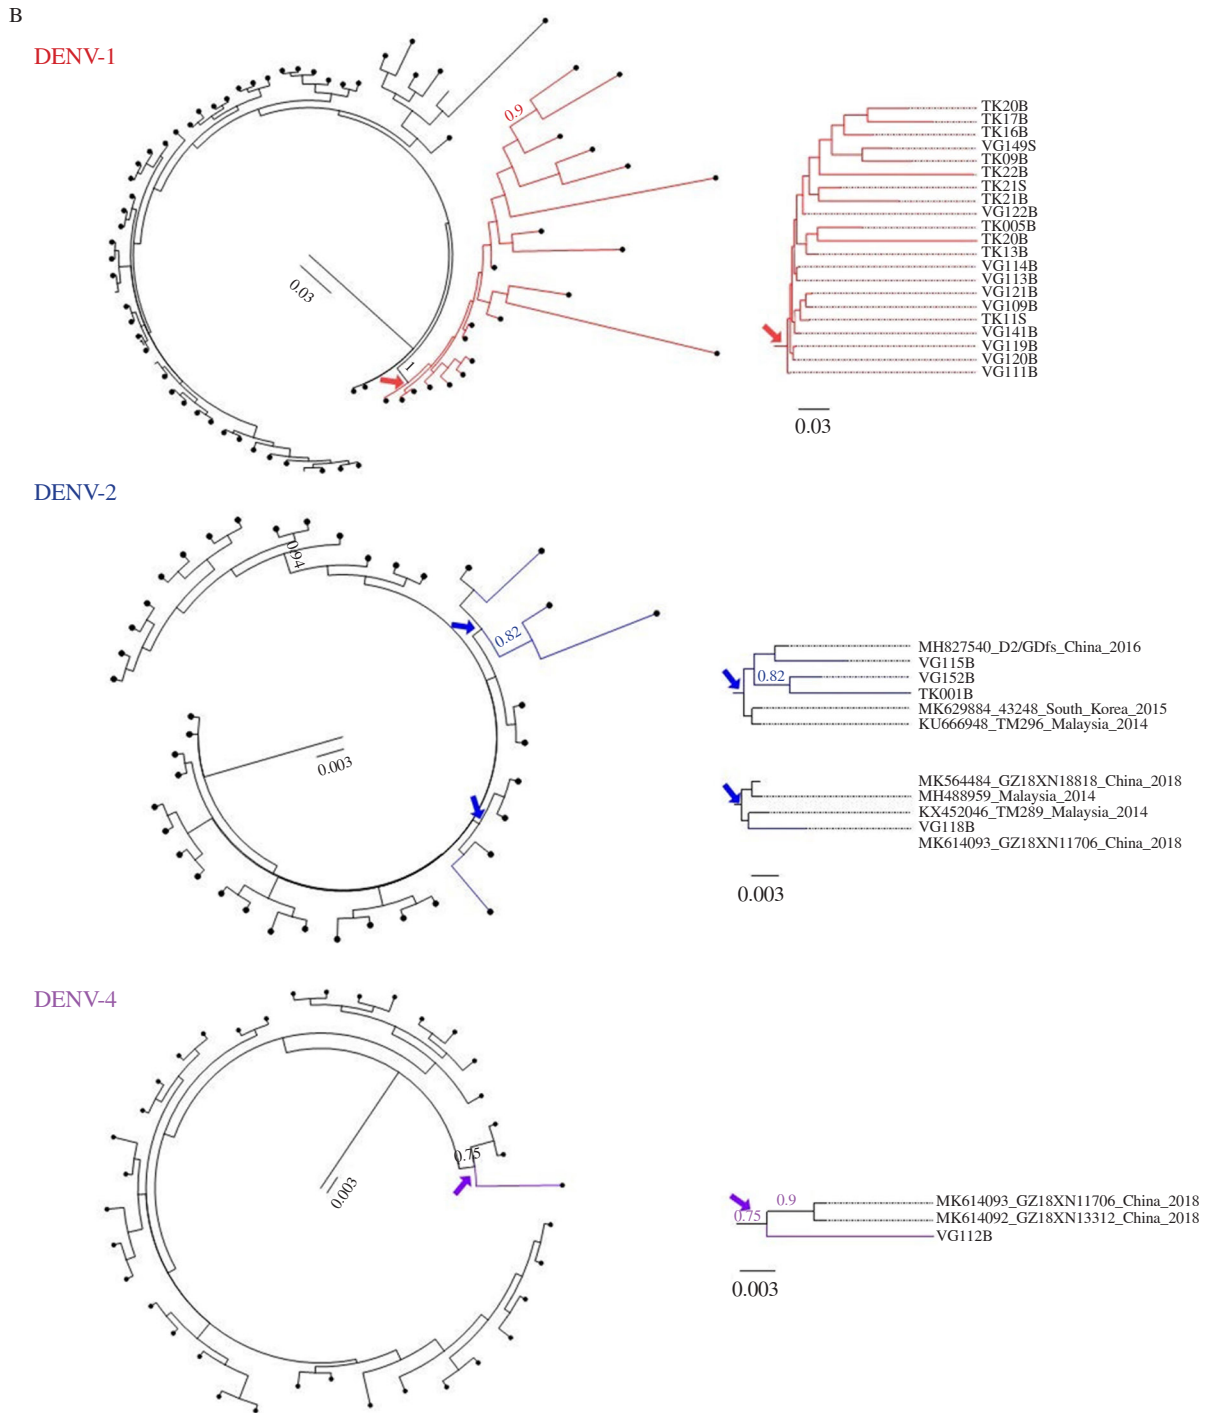 B
DENV-1
0.9
0.03
1
TK20B
TK17B
TK16B
VG149S
TK09B
TK22B
TK21S
TK21B
VG122B
TK005B
TK20B
TK13B
VG114B
VG113B
VG121B
VG109B
TK11S
VG141B
VG119B
VG120B
VG111B
0.03
DENV-2
0.94
0.82
0.003
MH827540_D2/GDfs_China_2016
VG115B
0.82
VG152B
TK001B
MK629884_43248_South_Korea_2015
KU666948_TM296_Malaysia_2014
MK564484_GZ18XN18818_China_2018
MH488959_Malaysia_2014
KX452046_TM289_Malaysia_2014
VG118B
MK614093_GZ18XN11706_China_2018
0.003
DENV-4
0.75
0.003
0.9
0.75
MK614093_GZ18XN11706_China_2018
MK614092_GZ18XN13312_China_2018
VG112B
0.003